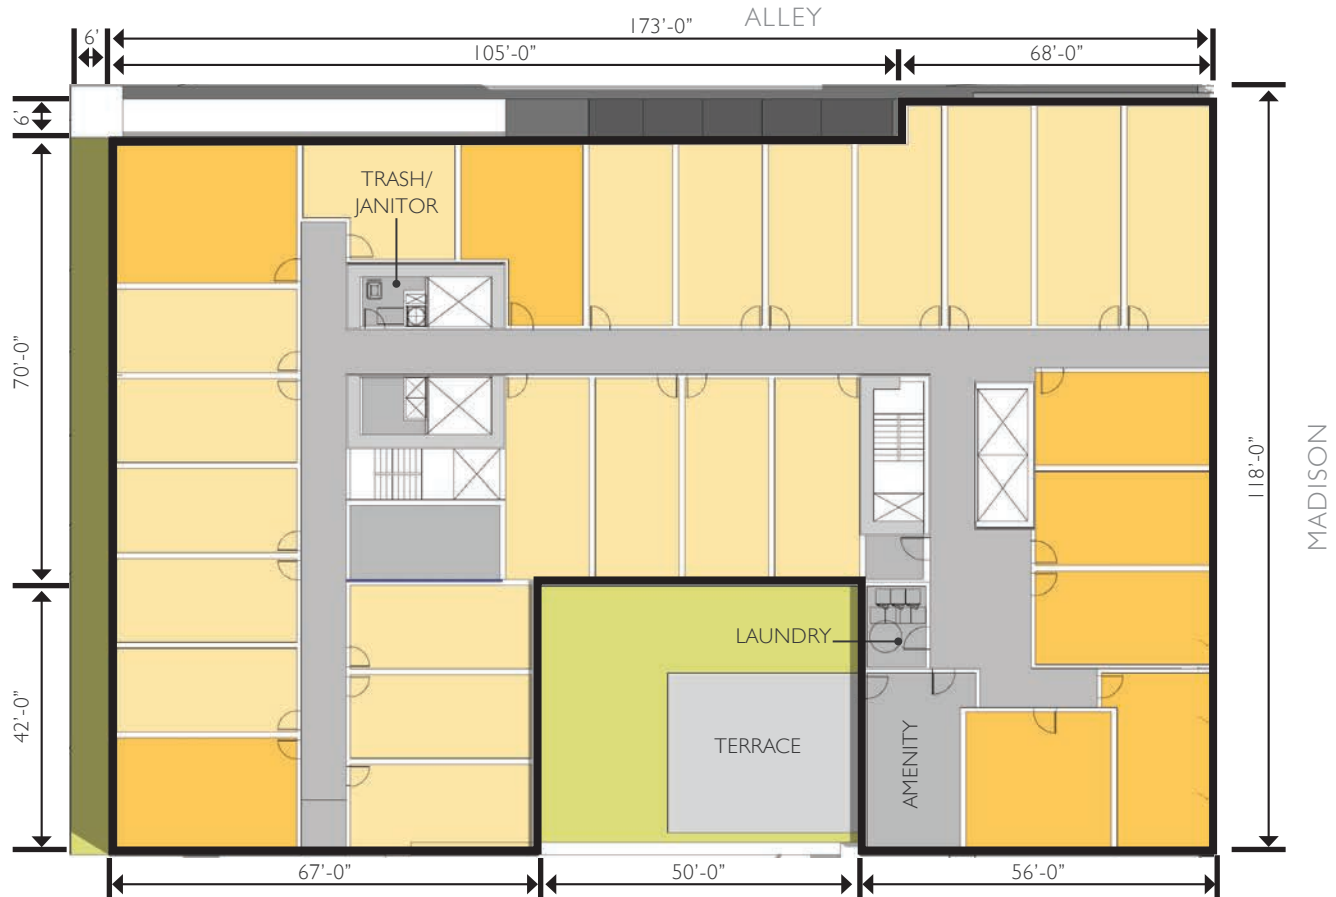 ALLEY
173'-0"
6'
105'-0"
68'-0"
6'
TRASH/
JANITOR
70'-0"
118'-0"
MADISON
LAUNDRY
42'-0"
TERRACE
AMENITY
67'-0"
50'-0"
56'-0"